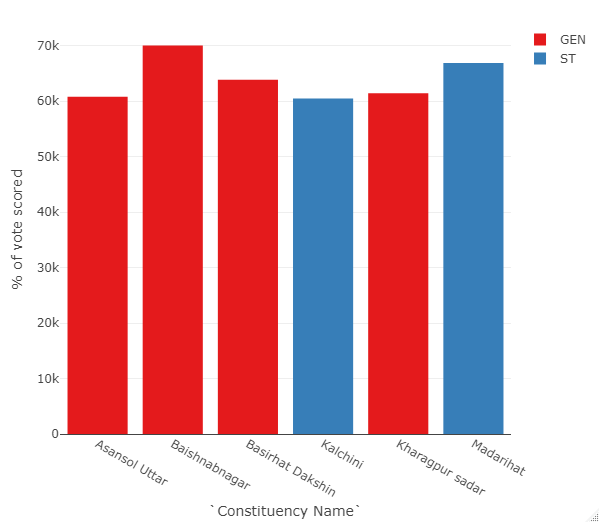 GEN
ST
70k
60k
50k
40k
30k
20k
10k
0
% of vote scored
Asansol Uttar
Baishnabnagar
Basirhat Dakshin
Kalchini
Kharagpur sadar
Madarihat
`Constituency Name`